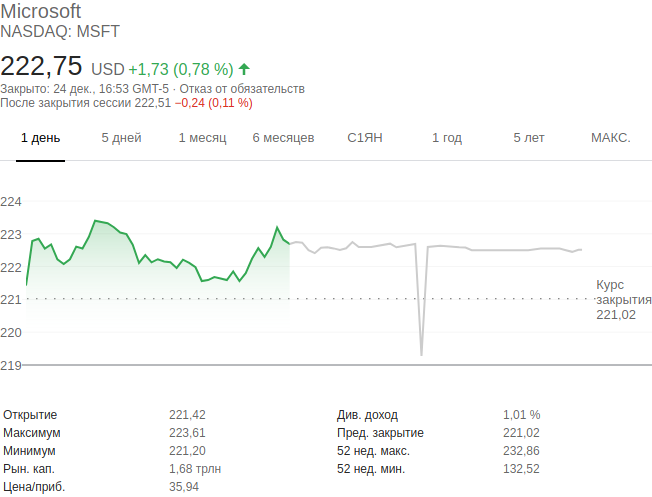 Microsoft
NASDAQ: MSFT
222,75 USD +1,73 (0,78 %)
Закрыто: 24 дек., 16:53 GMT-5 · Отказ от обязательств
После закрытия сессии 222,51 −0,24 (0,11 %)
1 день 5 дней 1 месяц 6 месяцев С1ЯН 1 год 5 лет МАКС.
224
223
222
221
220
219
Курс
закрытия
221,02
Открытие 221,42 Див. доход 1,01 %
Максимум 223,61 Пред. закрытие 221,02
Минимум 221,20 52 нед. макс. 232,86
Рын. кап. 1,68 трлн 52 нед. мин. 132,52
Цена/приб. 35,94